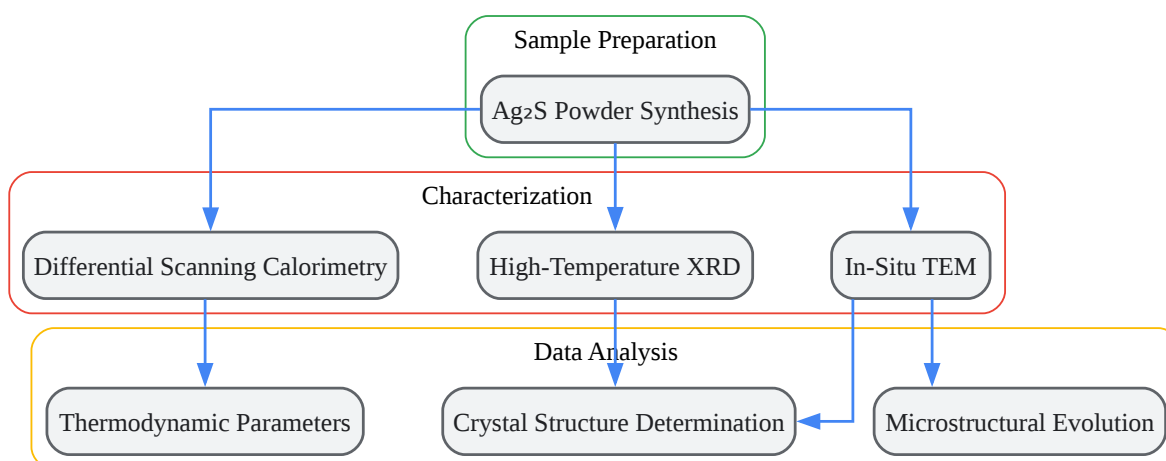 Sample Preparation
Ag₂S Powder Synthesis
Characterization
Differential Scanning Calorimetry
High-Temperature XRD
In-Situ TEM
Data Analysis
Thermodynamic Parameters
Crystal Structure Determination
Microstructural Evolution